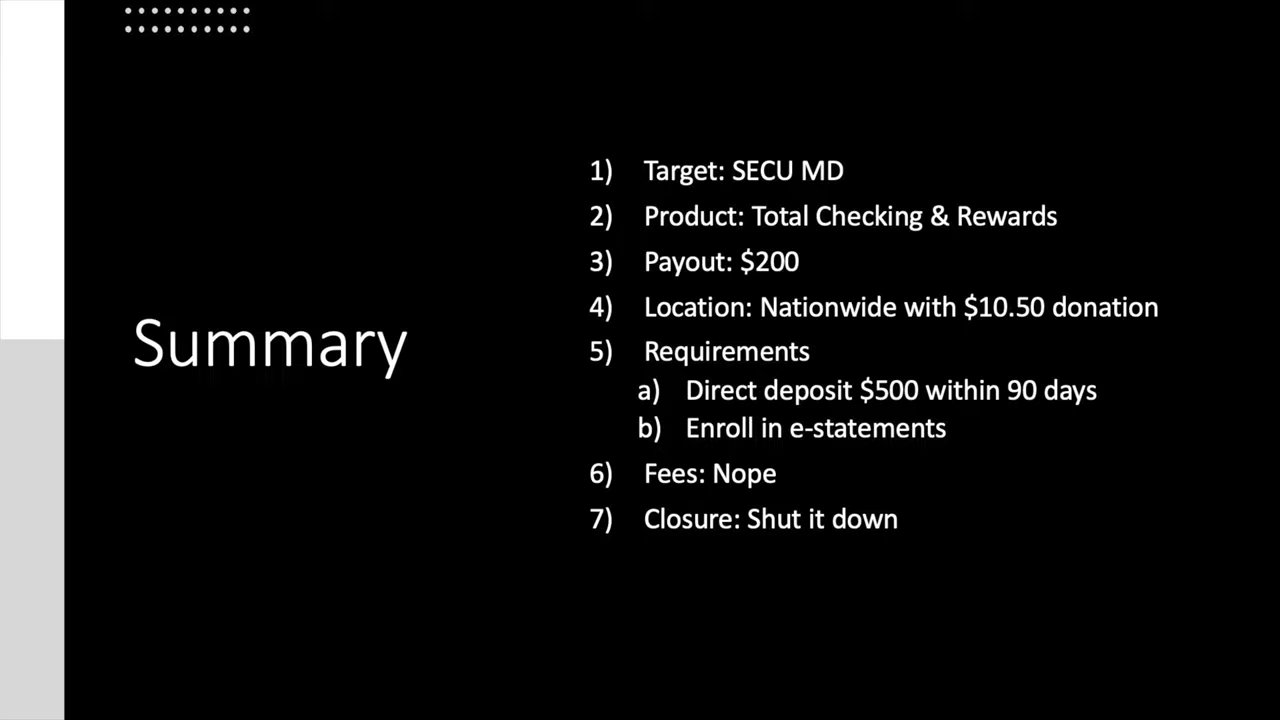 Summary
1) Target: SECU MD
2) Product: Total Checking & Rewards
3) Payout: $200
4) Location: Nationwide with $10.50 donation
5) Requirements
a) Direct deposit $500 within 90 days
b) Enroll in e-statements
6) Fees: Nope
7) Closure: Shut it down